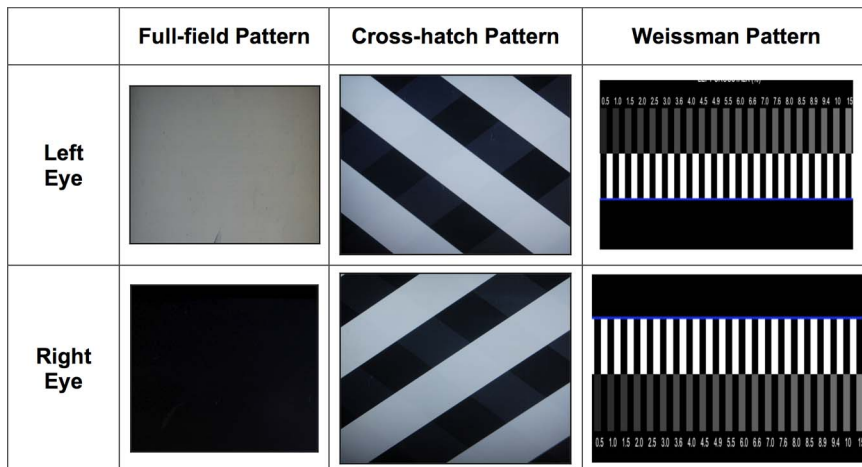 Full-field Pattern
Cross-hatch Pattern
Weissman Pattern
Left
Eye
0.5 1.0 1.5 2.0 2.5 3.0 3.6 4.0 4.5 4.9 5.5 6.0 6.6 7.0 7.6 8.0 8.5 8.9 9.4 10 15
Right
Eye
0.5 1.0 1.5 2.0 2.5 3.0 3.6 4.0 4.5 4.9 5.5 6.0 6.6 7.0 7.6 8.0 8.5 8.9 9.4 10